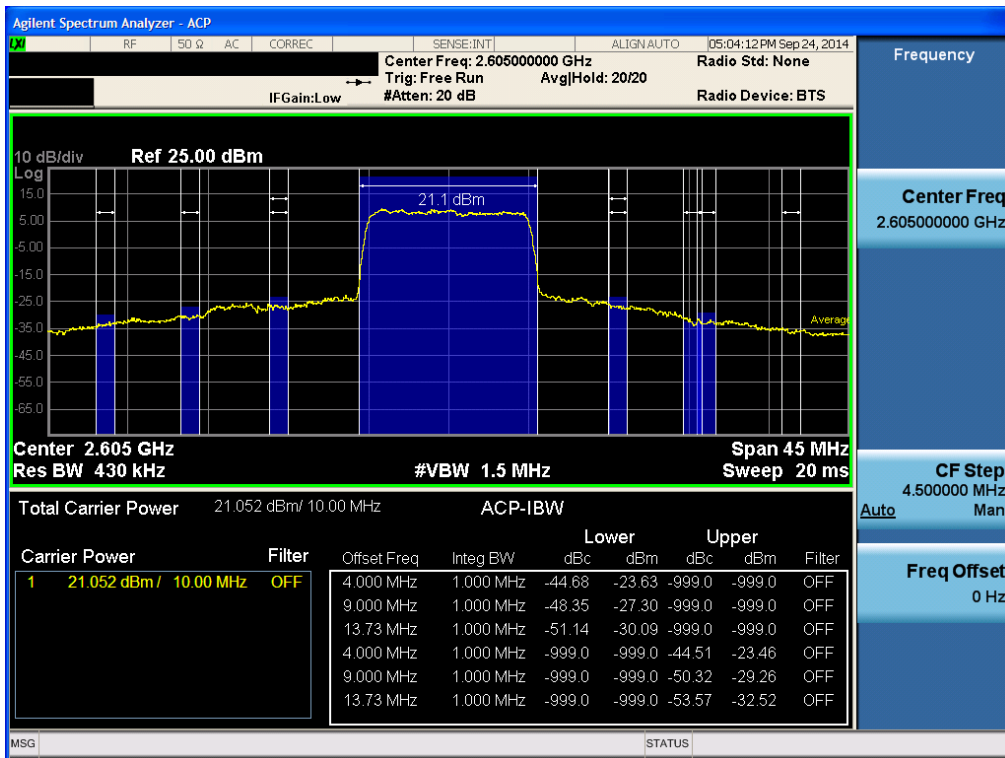 Agilent Spectrum Analyzer - ACP
LXI RF 50 Ω AC CORREC SENSE:INT ALIGNAUTO 05:04:12PM Sep 24, 2014
Center Freq: 2.605000000 GHz Radio Std: None
Trig: Free Run Avg|Hold: 20/20
IFGain:Low #Atten: 20 dB Radio Device: BTS
10 dB/div Ref 25.00 dBm
Log
15.0
21.1 dBm
5.00
-5.00
-15.0
-25.0
-35.0
Average
-45.0
-55.0
-65.0
Center 2.605 GHz Span 45 MHz
Res BW 430 kHz #VBW 1.5 MHz Sweep 20 ms
Total Carrier Power 21.052 dBm/ 10.00 MHz ACP-IBW
Lower Upper
Carrier Power Filter Offset Freq Integ BW dBc dBm dBc dBm Filter
1 21.052 dBm / 10.00 MHz OFF 4.000 MHz 1.000 MHz -44.68 -23.63 -999.0 -999.0 OFF
9.000 MHz 1.000 MHz -48.35 -27.30 -999.0 -999.0 OFF
13.73 MHz 1.000 MHz -51.14 -30.09 -999.0 -999.0 OFF
4.000 MHz 1.000 MHz -999.0 -999.0 -44.51 -23.46 OFF
9.000 MHz 1.000 MHz -999.0 -999.0 -50.32 -29.26 OFF
13.73 MHz 1.000 MHz -999.0 -999.0 -53.57 -32.52 OFF
MSG STATUS
Frequency
Center Freq
2.605000000 GHz
CF Step
4.500000 MHz
Auto Man
Freq Offset
0 Hz